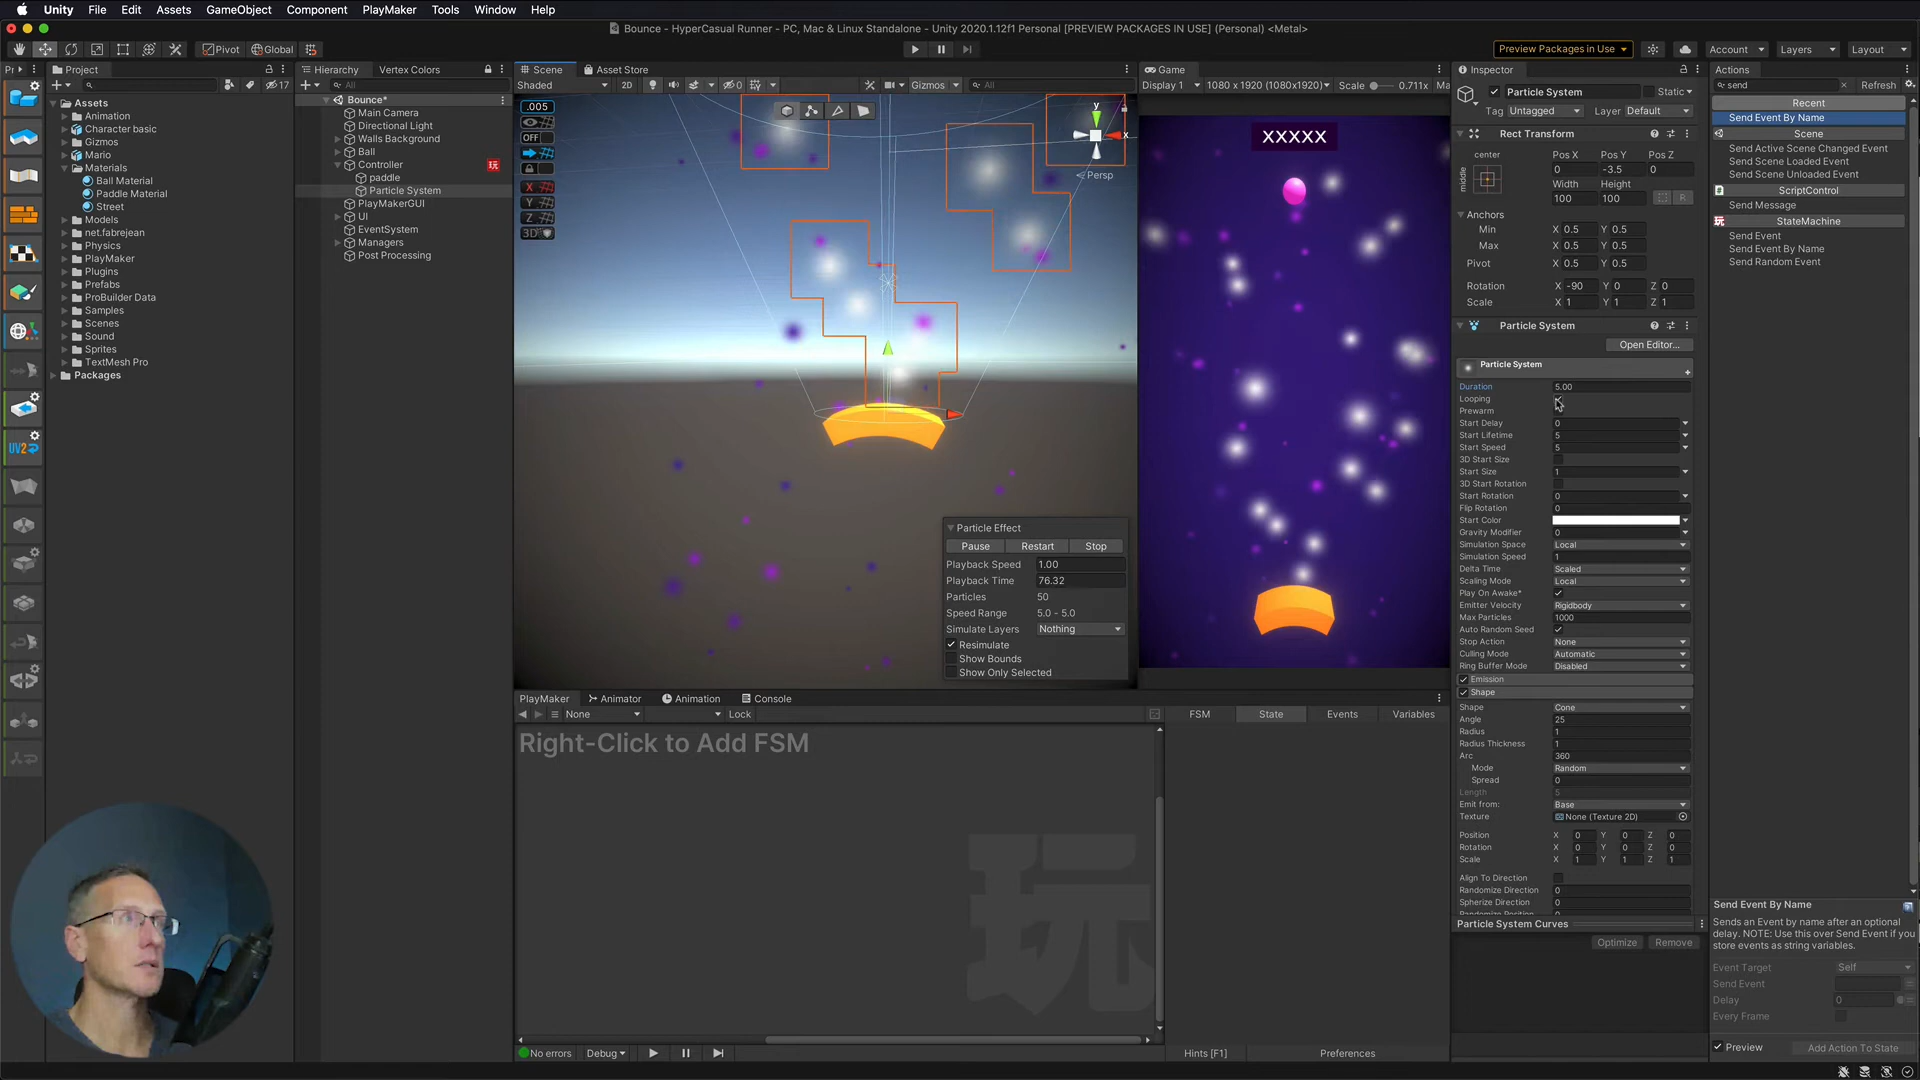 Unity File Edit Assets GameObject Component PlayMaker Tools Window Help
Bounce - HyperCasual Runner - PC, Mac & Linux Standalone - Unity 2020.1.12f1 Personal [PREVIEW PACKAGES IN USE] (Personal) <Metal>
Pivot Global Preview Packages in Use Account Layers Layout
Project
Assets
Animation
Character basic
Gizmos
Mario
Materials
Ball Material
Paddle Material
Street
Models
net.fabrejean
Physics
PlayMaker
Plugins
Prefabs
ProBuilder Data
Samples
Scenes
Sound
Sprites
TextMesh Pro
Packages
17
UV2
Hierarchy Vertex Colors
All
Bounce*
Main Camera
Directional Light
Walls Background
Ball
Controller
paddle
Particle System
PlayMakerGUI
UI
EventSystem
Managers
Post Processing
Scene Asset Store
Shaded 2D 0 Gizmos All
.005
OFF
X
Y
Z
3D
y
x
Persp
Particle Effect
Pause Restart Stop
Playback Speed 1.00
Playback Time 76.32
Particles 50
Speed Range 5.0 - 5.0
Simulate Layers Nothing
Resimulate
Show Bounds
Show Only Selected
Game
Display 1 1080 x 1920 (1080x1920) Scale 0.711x Ma
XXXXX
PlayMaker Animator Animation Console
None Lock
FSM State Events Variables
Right-Click to Add FSM
玩
No errors Debug Hints [F1] Preferences
Inspector
Particle System Static
Tag Untagged Layer Default
Rect Transform
center Pos X Pos Y Pos Z
middle 0 -3.5 0
Width Height
100 100 R
Anchors
Min X 0.5 Y 0.5
Max X 0.5 Y 0.5
Pivot X 0.5 Y 0.5
Rotation X -90 Y 0 Z 0
Scale X 1 Y 1 Z 1
Particle System
Open Editor...
Particle System
Duration 5.00
Looping
Prewarm
Start Delay 0
Start Lifetime 5
Start Speed 5
3D Start Size
Start Size 1
3D Start Rotation
Start Rotation 0
Flip Rotation 0
Start Color
Gravity Modifier 0
Simulation Space Local
Simulation Speed 1
Delta Time Scaled
Scaling Mode Local
Play On Awake*
Emitter Velocity Rigidbody
Max Particles 1000
Auto Random Seed
Stop Action None
Culling Mode Automatic
Ring Buffer Mode Disabled
Emission
Shape
Shape Cone
Angle 25
Radius 1
Radius Thickness 1
Arc 360
Mode Random
Spread 0
Length 5
Emit from: Base
Texture None (Texture 2D)
Position X 0 Y 0 Z 0
Rotation X 0 Y 0 Z 0
Scale X 1 Y 1 Z 1
Align To Direction
Randomize Direction 0
Spherize Direction 0
Particle System Curves
Optimize Remove
Actions
send Refresh
Recent
Send Event By Name
Scene
Send Active Scene Changed Event
Send Scene Loaded Event
Send Scene Unloaded Event
ScriptControl
Send Message
StateMachine
Send Event
Send Event By Name
Send Random Event
Send Event By Name
Sends an Event by name after an optional
delay. NOTE: Use this over Send Event if you
store events as string variables.
Event Target Self
Send Event
Delay 0
Every Frame
Preview Add Action To State